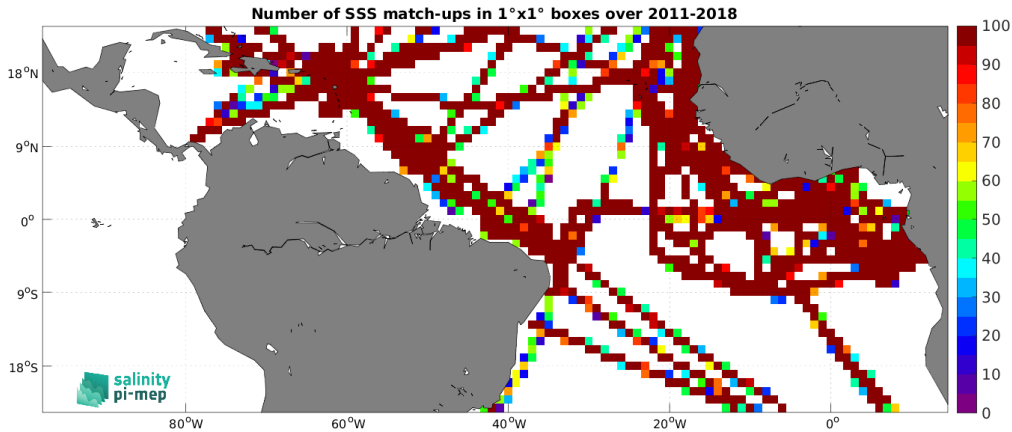 Number of SSS match-ups in 1°x1° boxes over 2011-2018
100
90
80
70
60
50
40
30
20
10
0
18°N
9°N
0°
9°S
18°S
80°W
60°W
40°W
20°W
0°
salinity
pi-mep